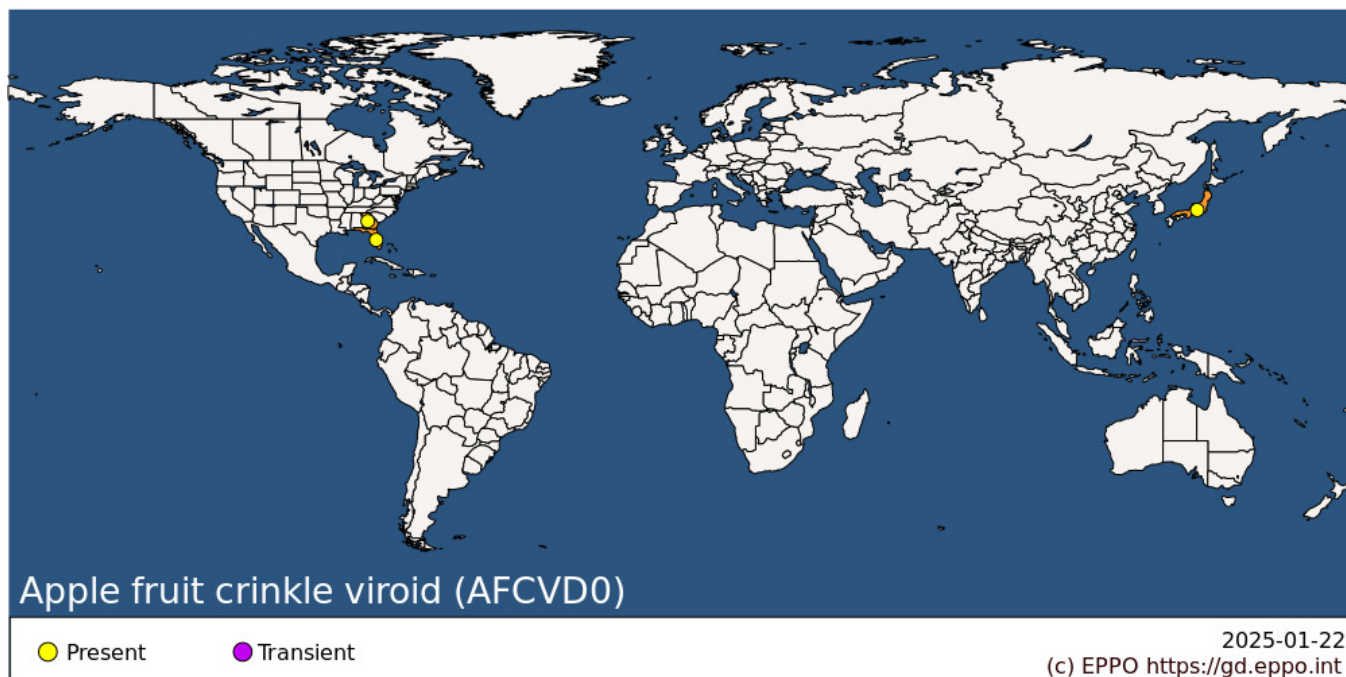 Apple fruit crinkle viroid (AFCVD0)
Present
Transient
2025-01-22
(c) EPPO https://gd.eppo.int